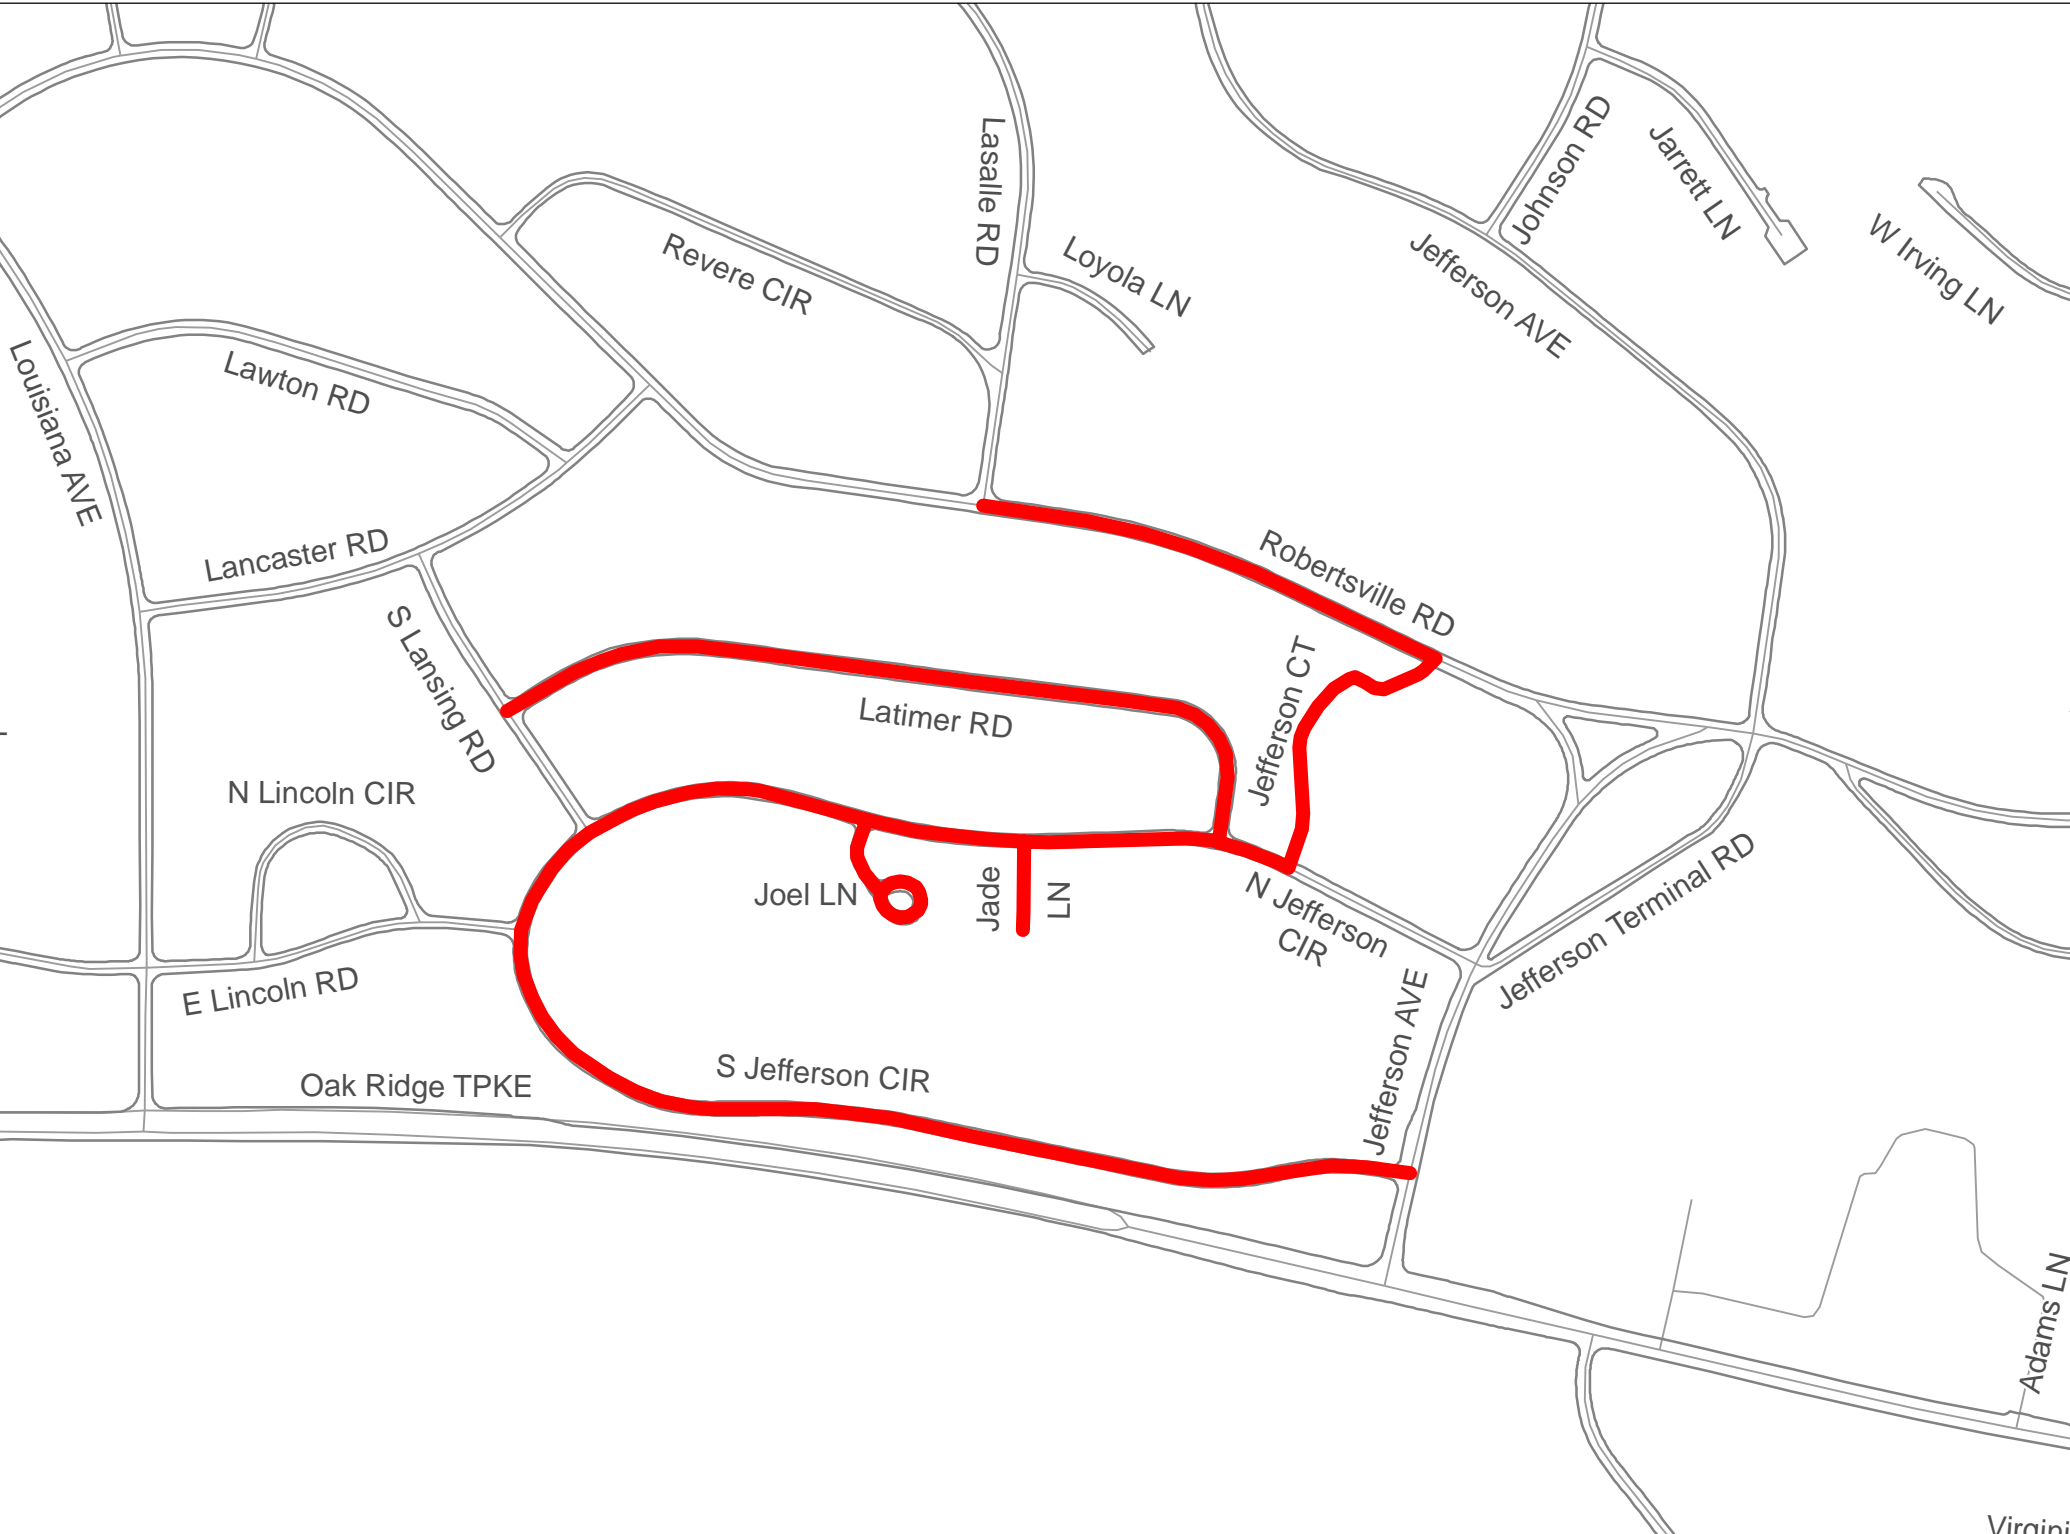 Lasalle RD
Johnson RD
Jarrett LN
W Irving LN
Revere CIR
Loyola LN
Jefferson AVE
Louisiana AVE
Lawton RD
Lancaster RD
Robertsville RD
S Lansing RD
Jefferson CT
Latimer RD
N Lincoln CIR
Joel LN
Jade
LN
N Jefferson
CIR
Jefferson Terminal RD
E Lincoln RD
Jefferson AVE
S Jefferson CIR
Oak Ridge TPKE
Adams LN